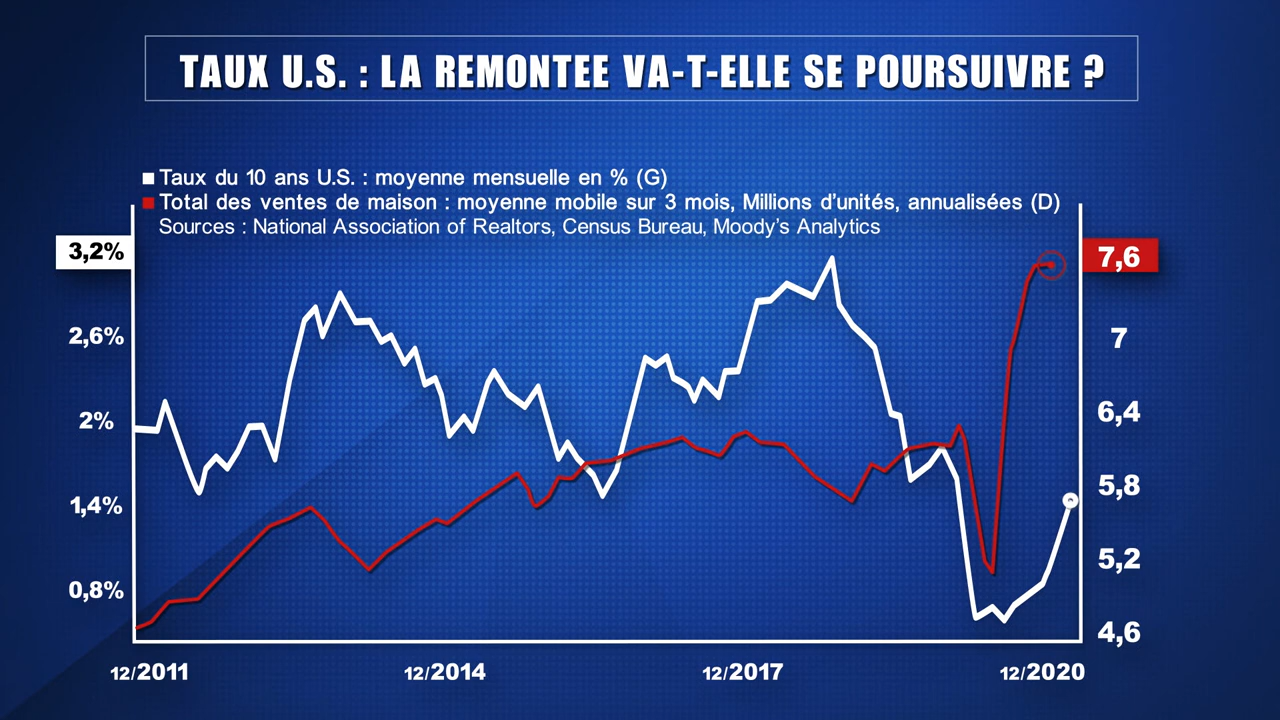 TAUX U.S. : LA REMONTEE VA-T-ELLE SE POURSUIVRE ?
Taux du 10 ans U.S. : moyenne mensuelle en % (G)
Total des ventes de maison : moyenne mobile sur 3 mois, Millions d'unités, annualisées (D)
Sources : National Association of Realtors, Census Bureau, Moody's Analytics
3,2% 7,6
2,6% 7
2% 6,4
1,4% 5,8
0,8% 5,2
4,6
12/2011 12/2014 12/2017 12/2020